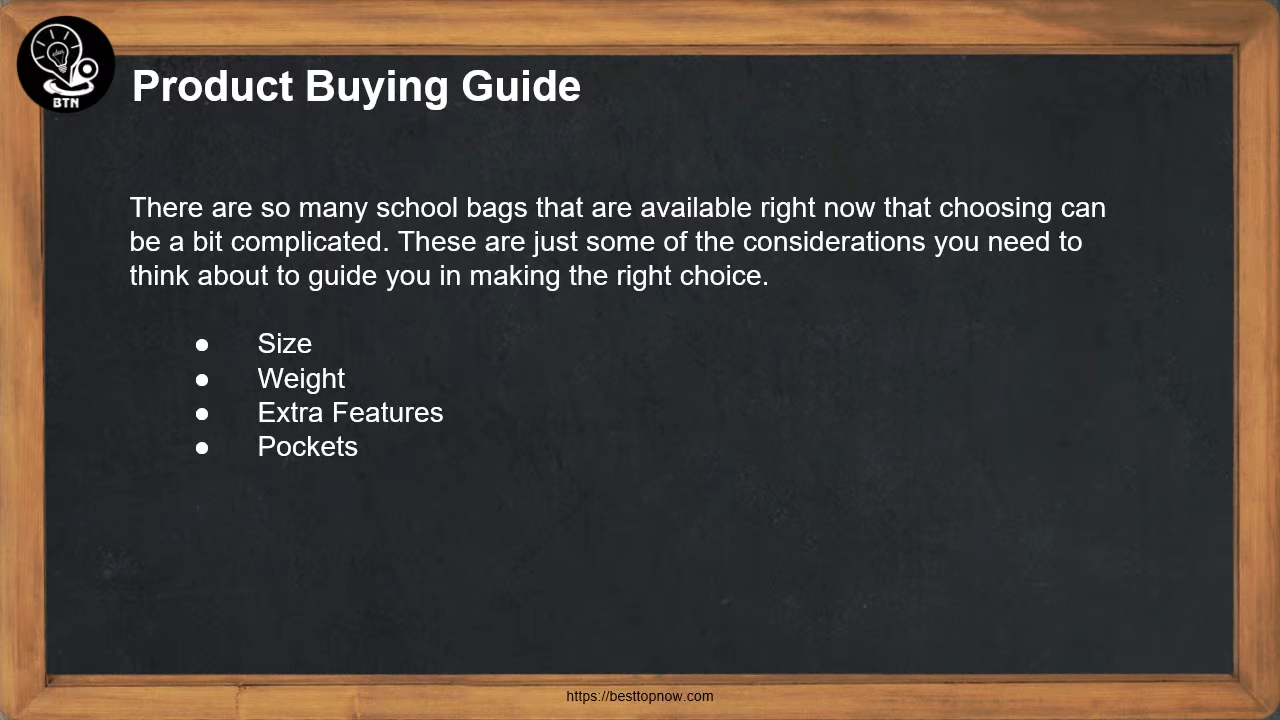 BTN
Product Buying Guide
There are so many school bags that are available right now that choosing can
be a bit complicated. These are just some of the considerations you need to
think about to guide you in making the right choice.
● Size
● Weight
● Extra Features
● Pockets
https://besttopnow.com